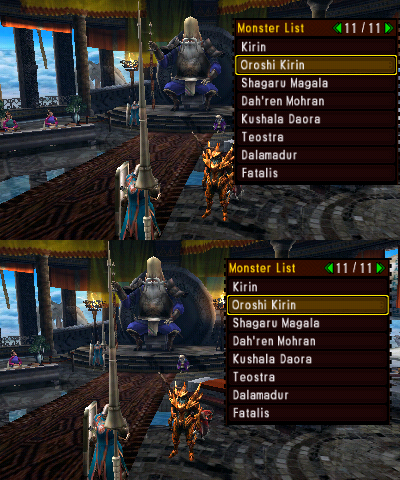 Monster List 11 / 11
Kirin
Oroshi Kirin
Shagaru Magala
Dah'ren Mohran
Kushala Daora
Teostra
Dalamadur
Fatalis
Monster List 11 / 11
Kirin
Oroshi Kirin
Shagaru Magala
Dah'ren Mohran
Kushala Daora
Teostra
Dalamadur
Fatalis